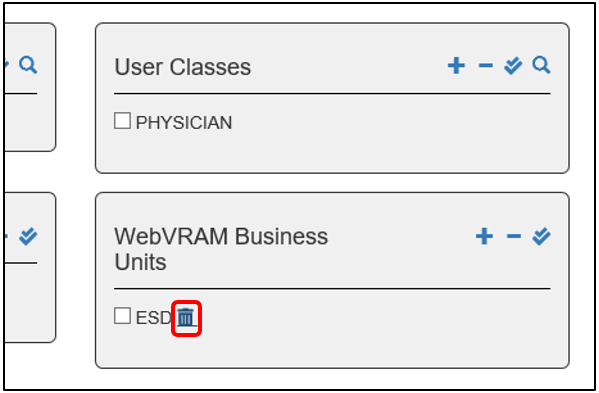 User Classes
PHYSICIAN
WebVRAM Business
Units
ESD